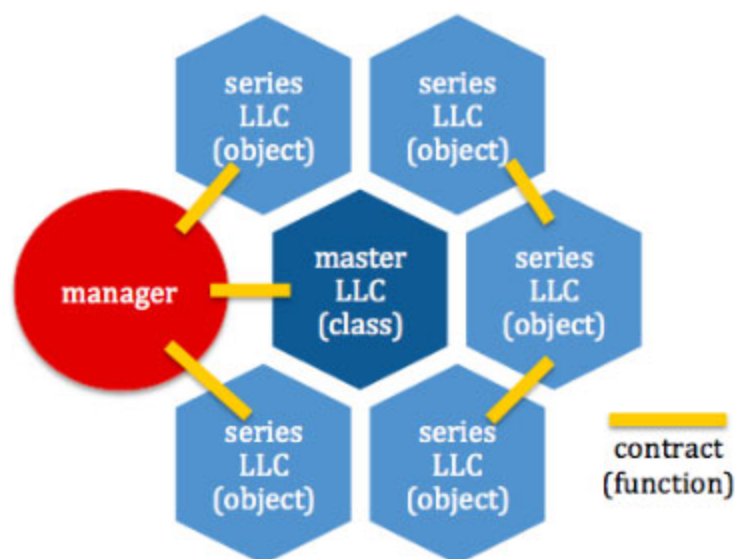 series
LLC
(object)
series
LLC
(object)
manager
master
LLC
(class)
series
LLC
(object)
series
LLC
(object)
series
LLC
(object)
contract
(function)